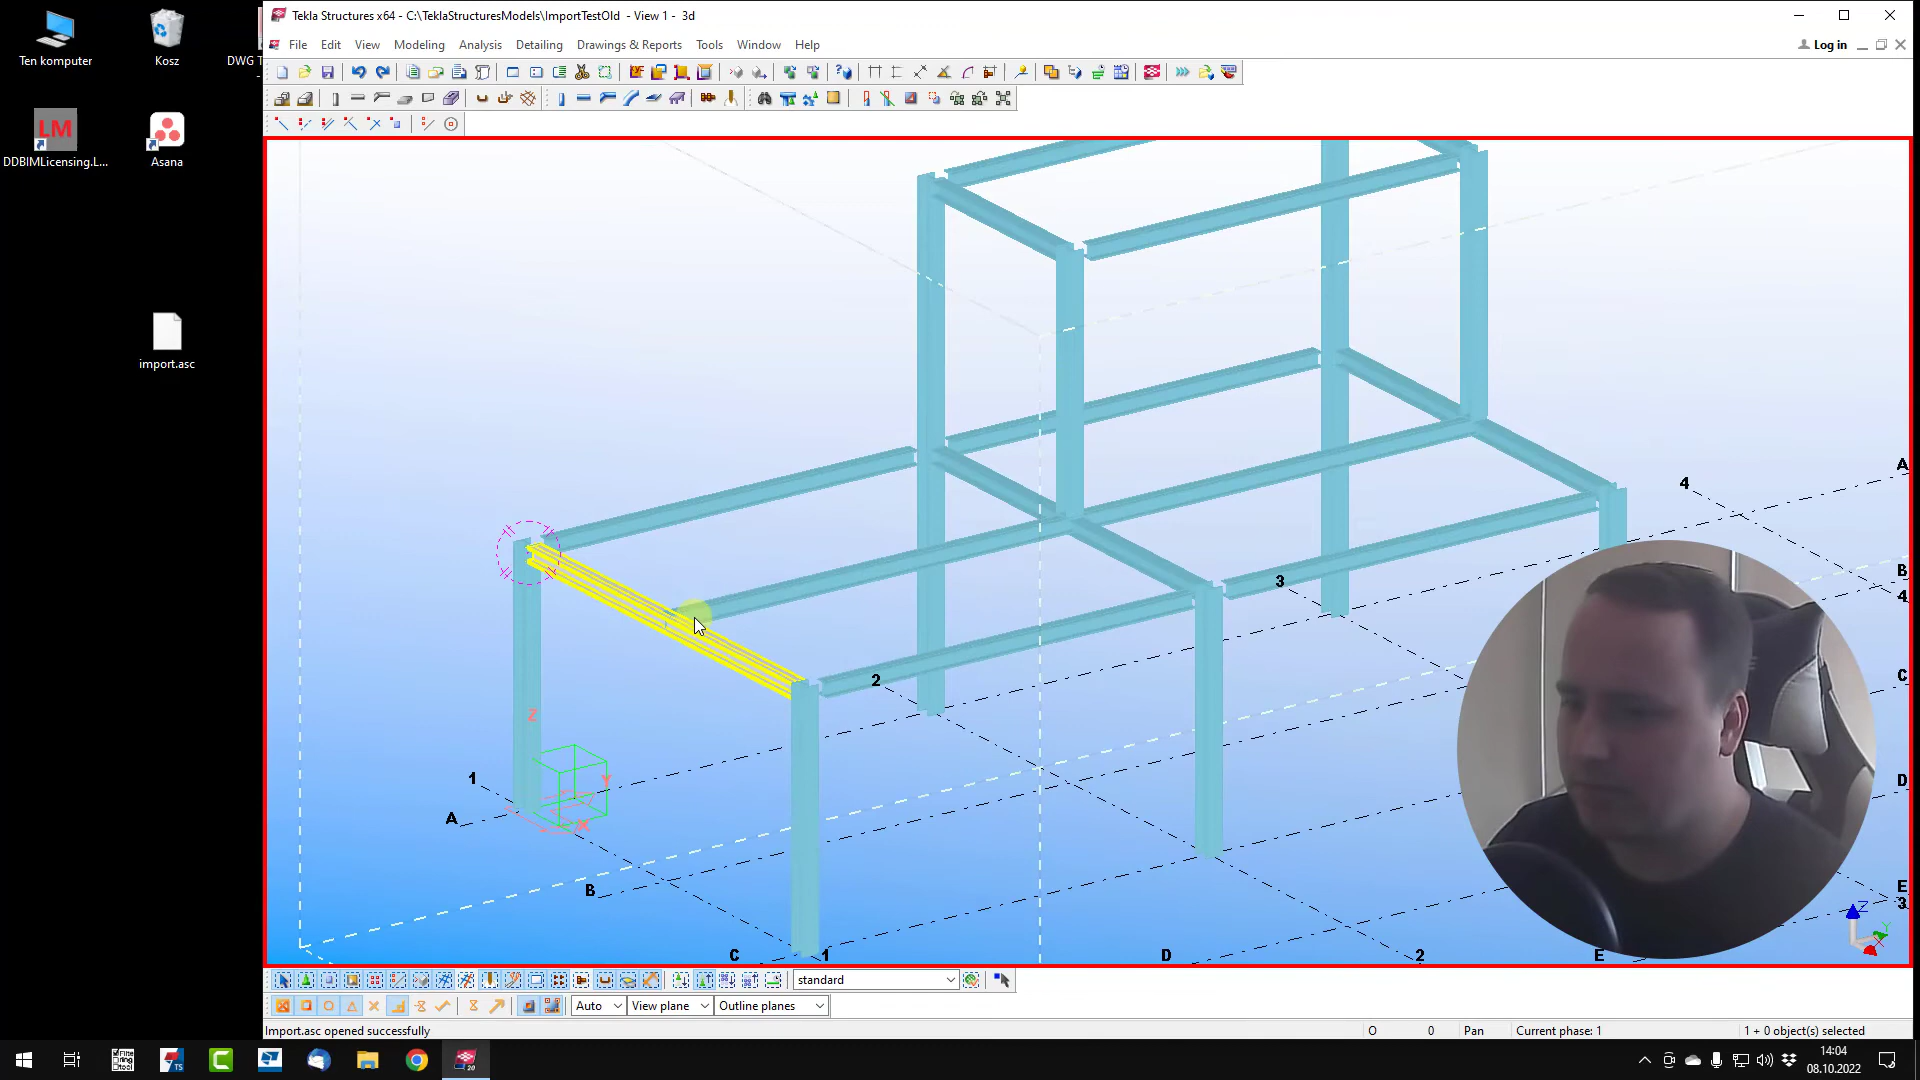 Ten komputer
Kosz
DWG T
-
LM
DDBIMLicensing.L...
Asana
import.asc
Tekla Structures x64 - C:\TeklaStructuresModels\ImportTestOld - View 1 - 3d
File Edit View Modeling Analysis Detailing Drawings & Reports Tools Window Help
Log in
A
4
3
B
4
2
C
Z
1
Y
D
A
X
B
E
3
C
1
D
2
E
Z
Y
X
standard
Auto
View plane
Outline planes
Import.asc opened successfully
O
0
Pan
Current phase: 1
1 + 0 object(s) selected
TS
20
14:04
08.10.2022